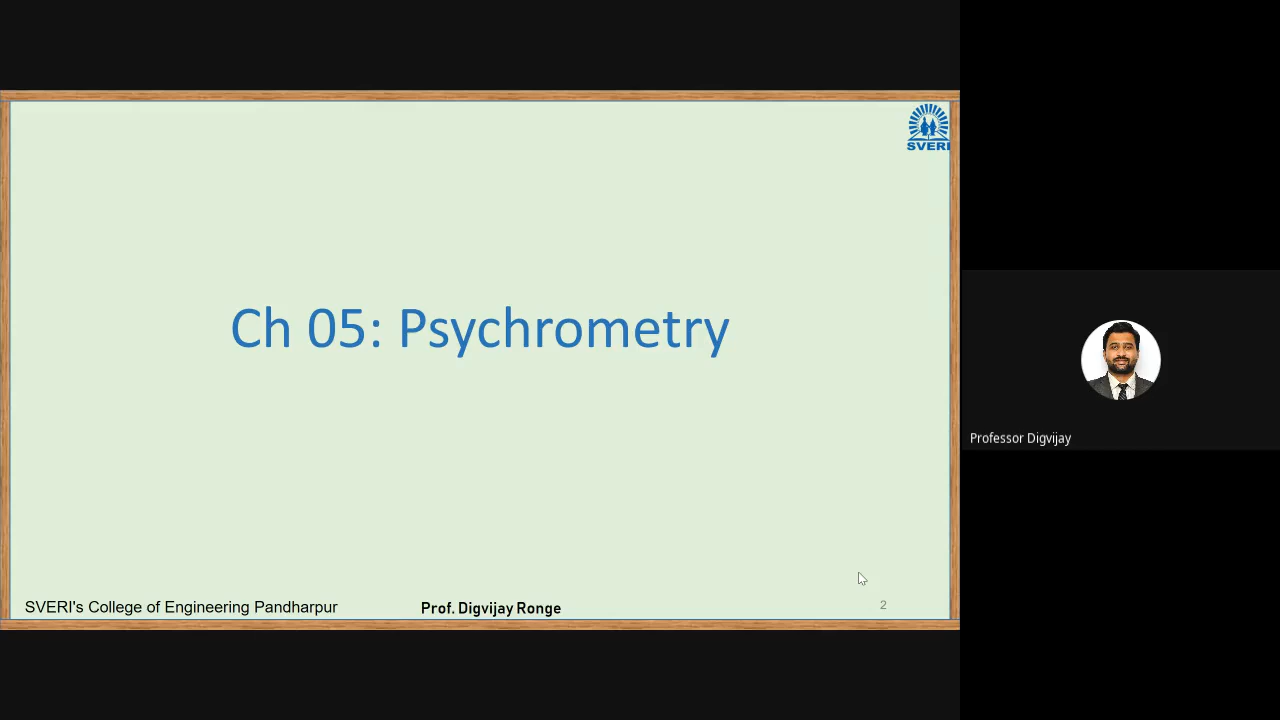 SVERI
Ch 05: Psychrometry
Professor Digvijay
SVERI's College of Engineering Pandharpur
Prof. Digvijay Ronge
2